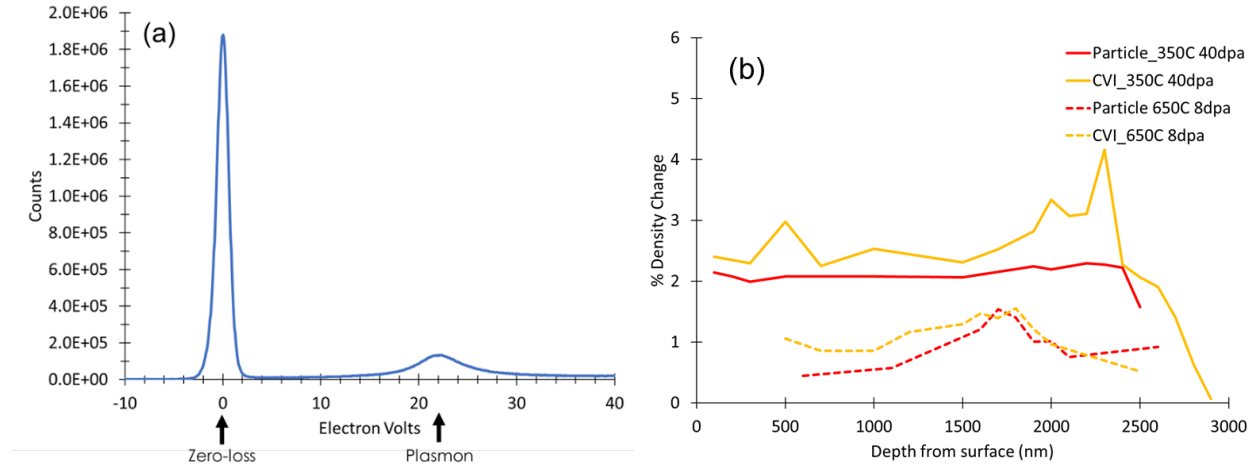 (a)
2.0E+06
1.8E+06
1.6E+06
1.4E+06
1.2E+06
1.0E+06
8.0E+05
6.0E+05
4.0E+05
2.0E+05
0.0E+00
Counts
-10 0 10 20 30 40
Electron Volts
Zero-loss Plasmon
(b)
6
5
4
3
2
1
0
% Density Change
Particle_350C 40dpa
CVI_350C 40dpa
Particle 650C 8dpa
CVI_650C 8dpa
0 500 1000 1500 2000 2500 3000
Depth from surface (nm)